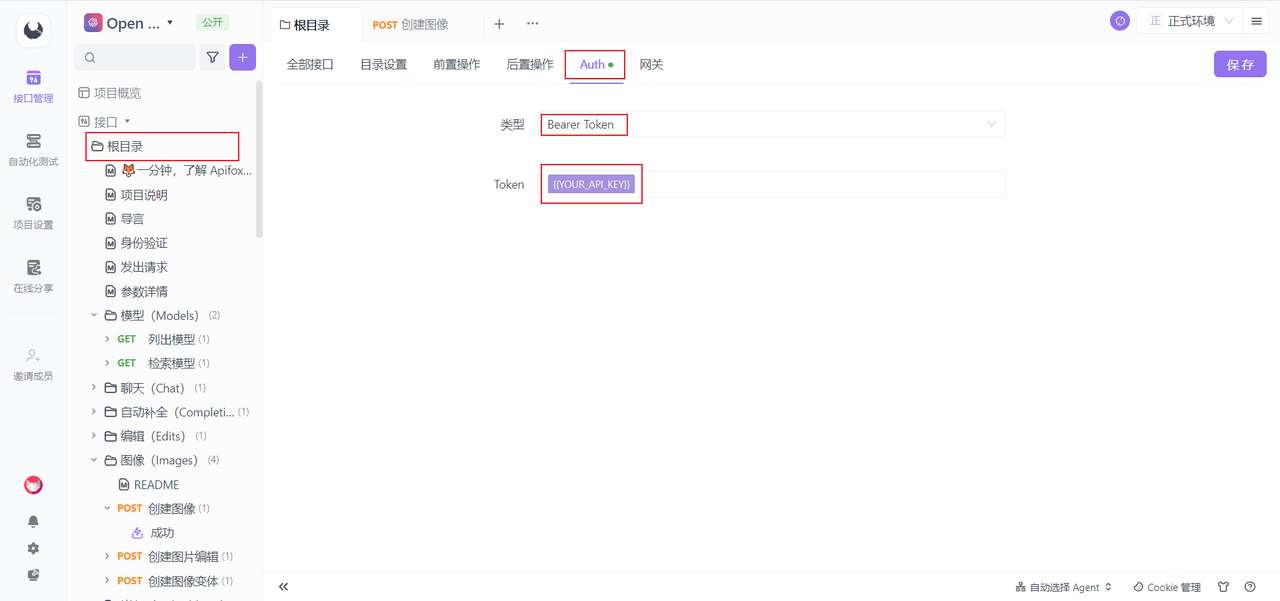 Open ...
公开
根目录
POST 创建图像
正 正式环境
接口管理
自动化测试
项目设置
在线分享
邀请成员
项目概览
接口
根目录
🦊一分钟，了解 Apifox...
项目说明
导言
身份验证
发出请求
参数详情
模型（Models） (2)
GET 列出模型 (1)
GET 检索模型 (1)
聊天（Chat） (1)
自动补全（Completi... (1)
编辑（Edits） (1)
图像（Images） (4)
README
POST 创建图像 (1)
成功
POST 创建图片编辑 (1)
POST 创建图像变体 (1)
全部接口 目录设置 前置操作 后置操作 Auth 网关
保存
类型 Bearer Token
Token {{YOUR_API_KEY}}
自动选择 Agent
Cookie 管理